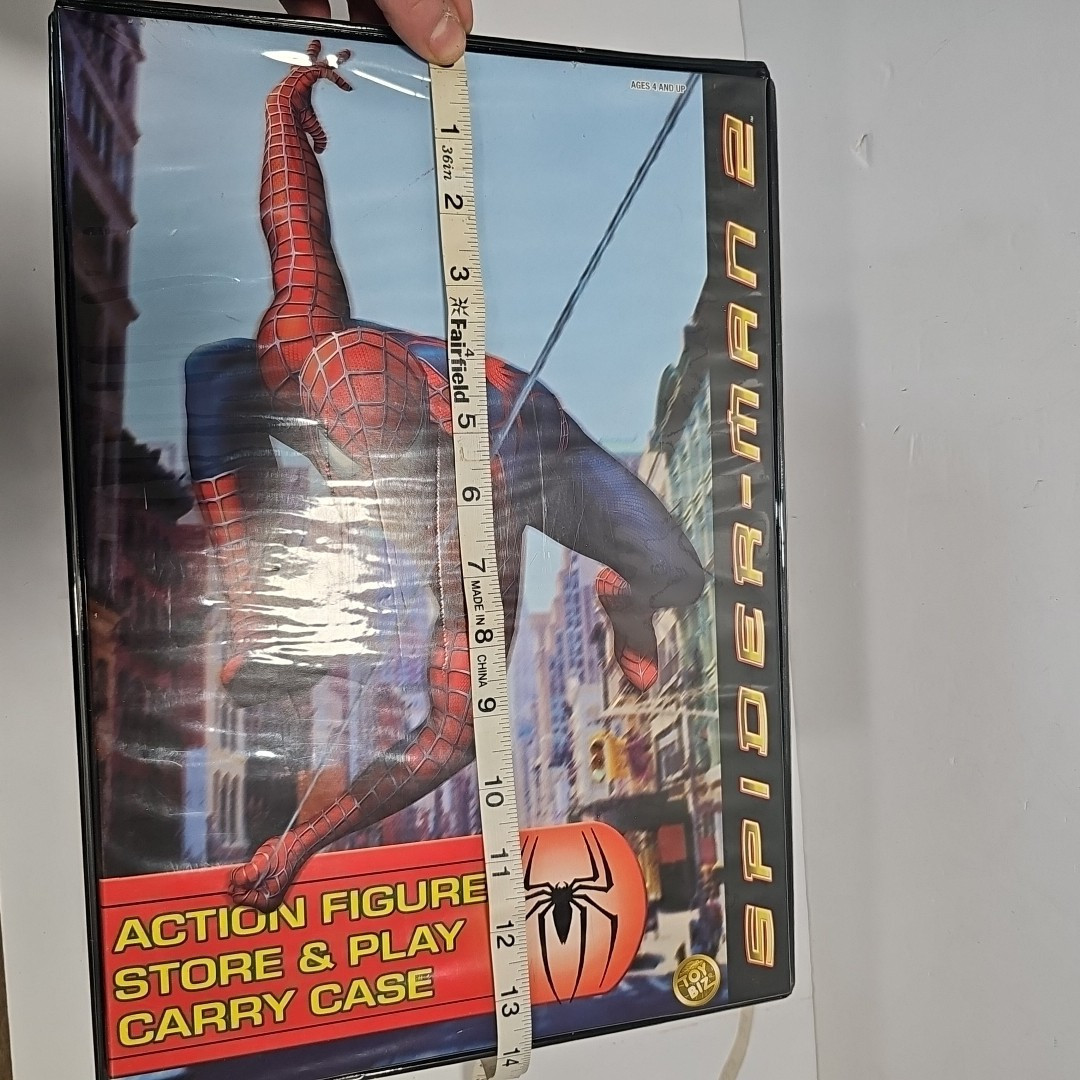 AGES 4 AND UP
SPIDER-MAN 2
1
36in
2
3
Fairfield
4
5
6
7
MADE IN
8
CHINA
9
10
11
12
13
14
ACTION FIGURE
STORE & PLAY
CARRY CASE
TOY
BIZ